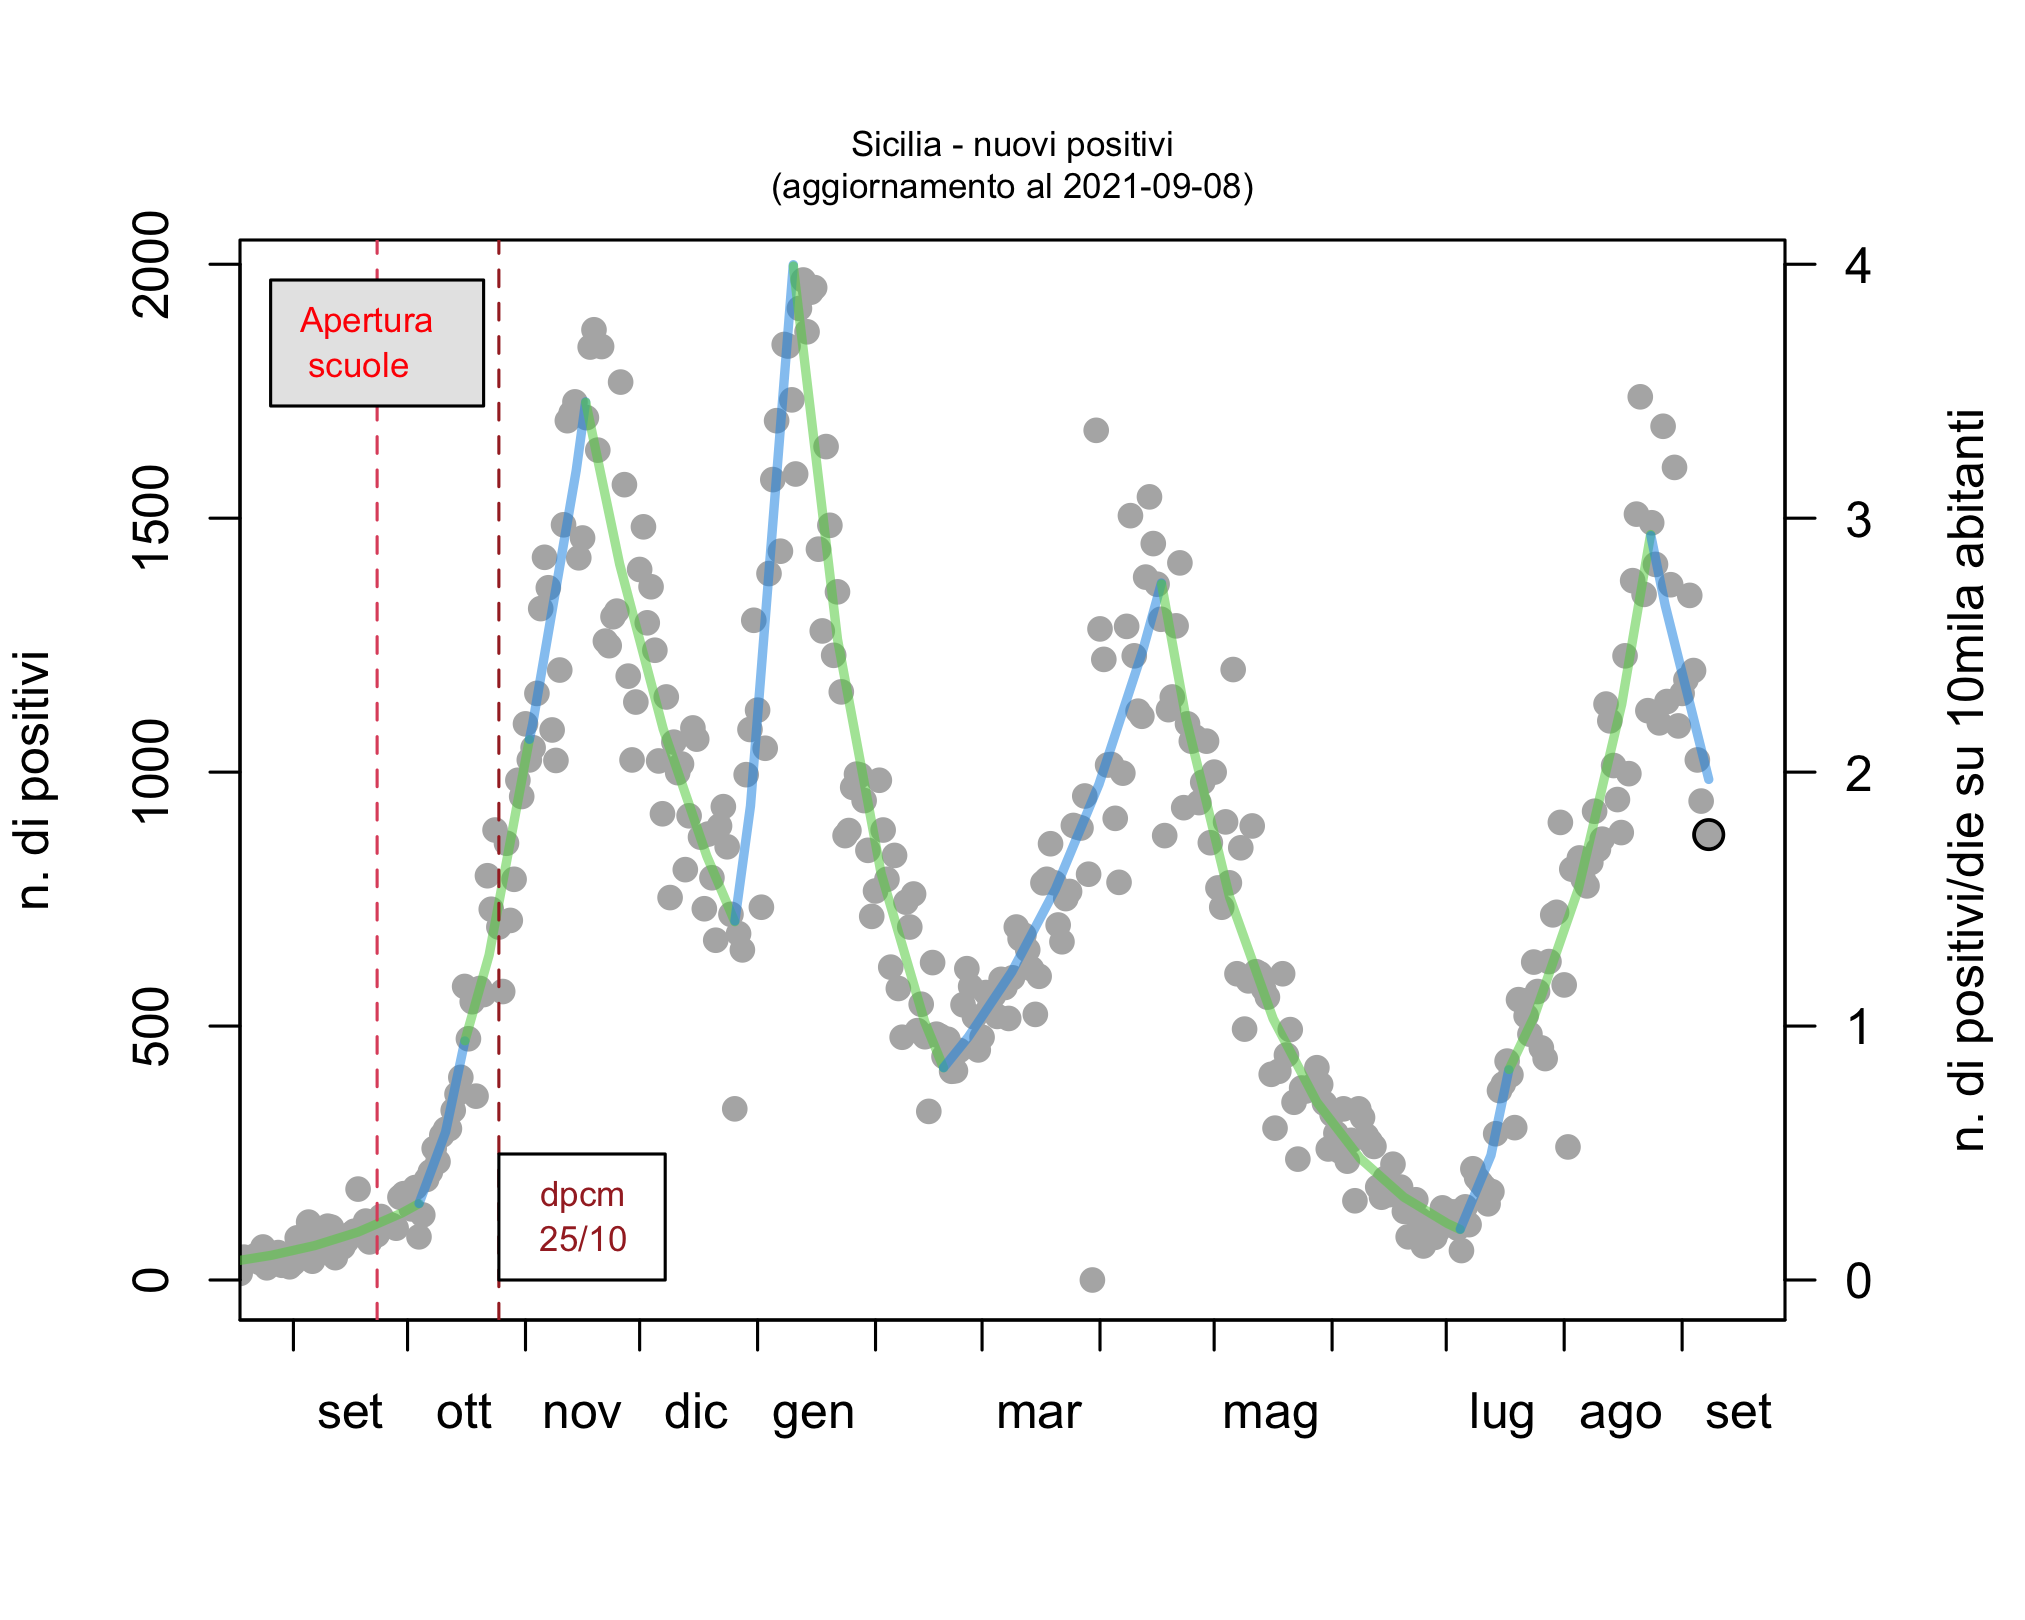 Sicilia - nuovi positivi
(aggiornamento al 2021-09-08)
n. di positivi
2000
1500
1000
500
0
Apertura
scuole
dpcm
25/10
4
3
2
1
0
n. di positivi/die su 10mila abitanti
set ott nov dic gen mar mag lug ago set